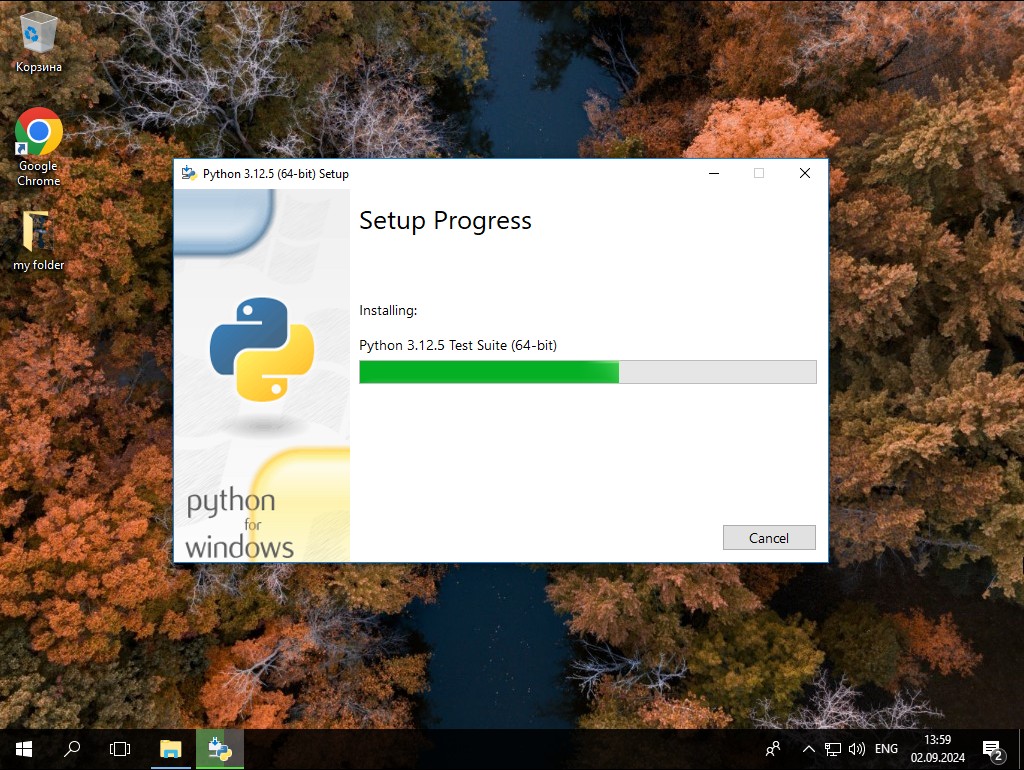 Корзина
Google
Chrome
my folder
Python 3.12.5 (64-bit) Setup
Setup Progress
Installing:
Python 3.12.5 Test Suite (64-bit)
python
for
windows
Cancel
ENG
13:59
02.09.2024
2